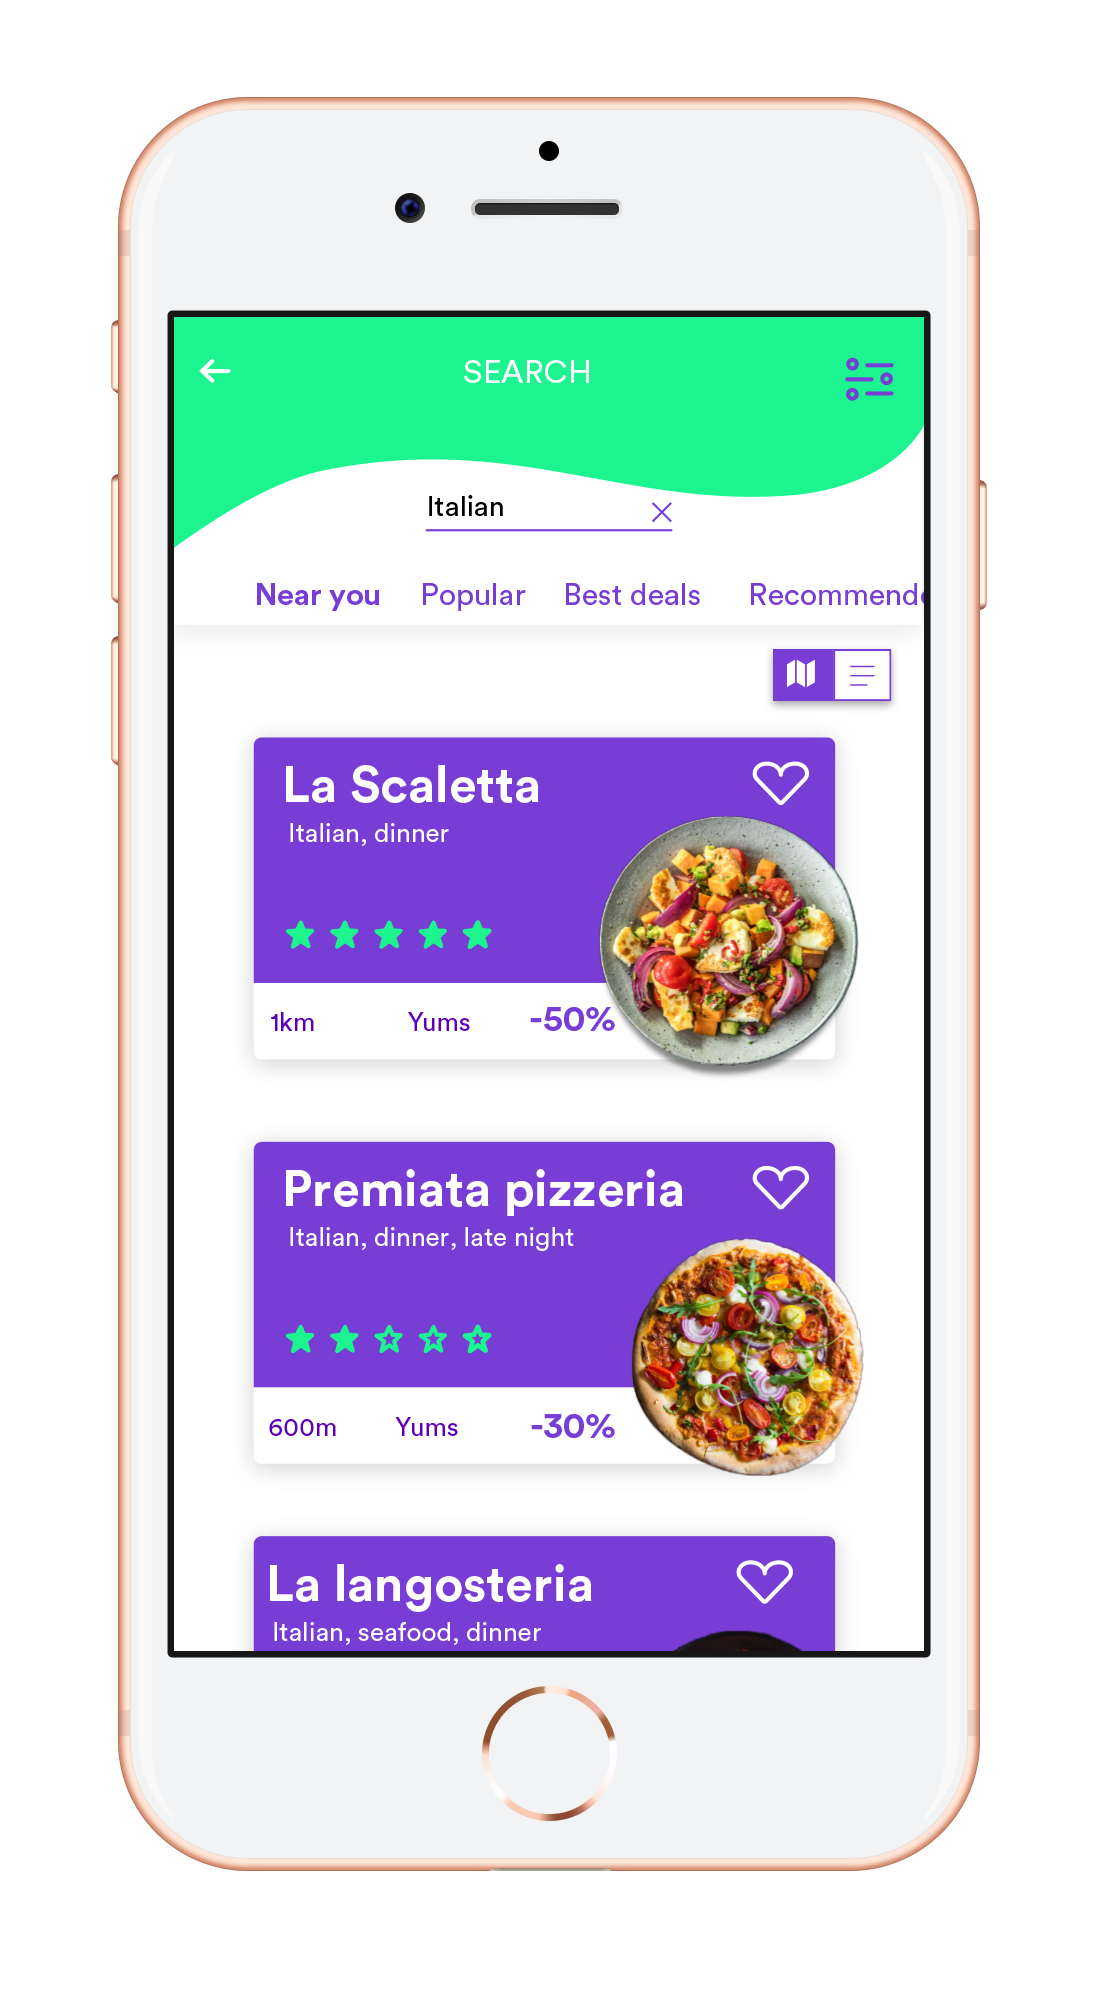 SEARCH
Italian
Near you Popular Best deals Recommend
La Scaletta
Italian, dinner
1km Yums -50%
Premiata pizzeria
Italian, dinner, late night
600m Yums -30%
La langosteria
Italian, seafood, dinner